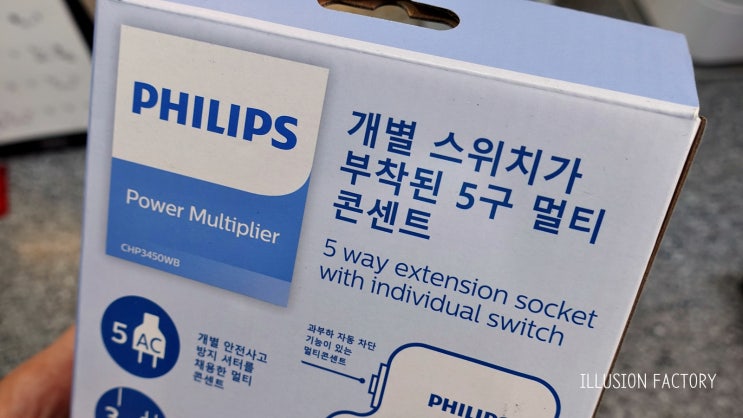 PHILIPS
Power Multiplier
CHP3450WB
개별 스위치가
부착된 5구 멀티
콘센트
5 way extension socket
with individual switch
5 AC
개별 안전사고
방지 셔터를
채용한 멀티
콘센트
과부하 자동 차단
기능이 있는
멀티콘센트
PHILIPS
3
ILLUSION FACTORY